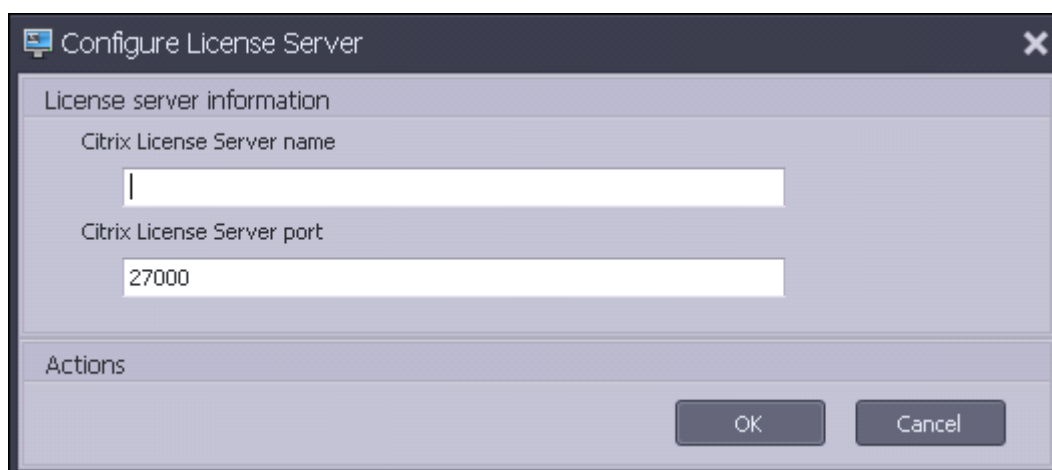 Configure License Server
License server information
Citrix License Server name
Citrix License Server port
27000
Actions
OK
Cancel